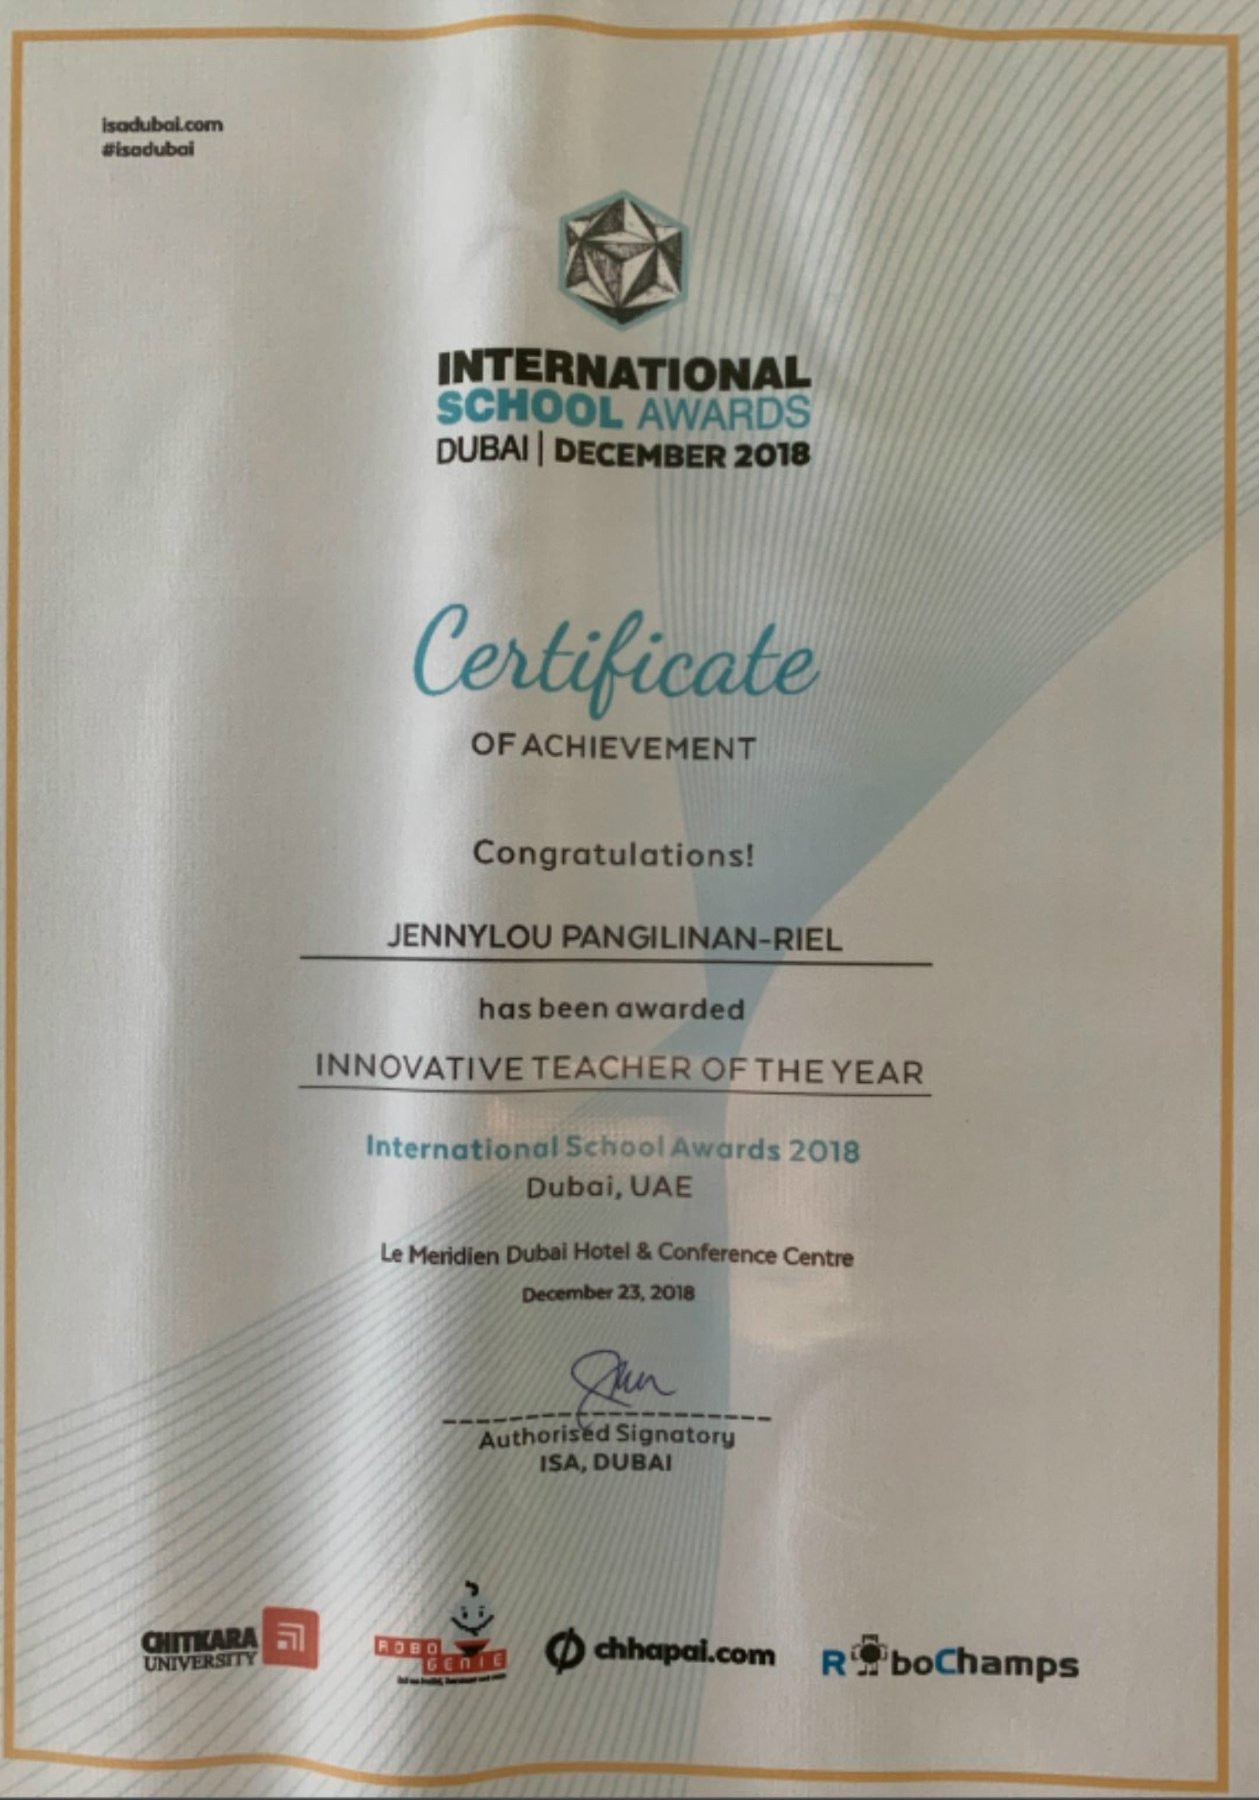 isadubai.com
#isadubai
INTERNATIONAL
SCHOOL AWARDS
DUBAI | DECEMBER 2018
Certificate
OF ACHIEVEMENT
Congratulations!
JENNYLOU PANGILINAN-RIEL
has been awarded
INNOVATIVE TEACHER OF THE YEAR
International School Awards 2018
Dubai, UAE
Le Meridien Dubai Hotel & Conference Centre
December 23, 2018
Authorised Signatory
ISA, DUBAI
CHITKARA
UNIVERSITY
ROBO
GENIE
chhapai.com
RoboChamps